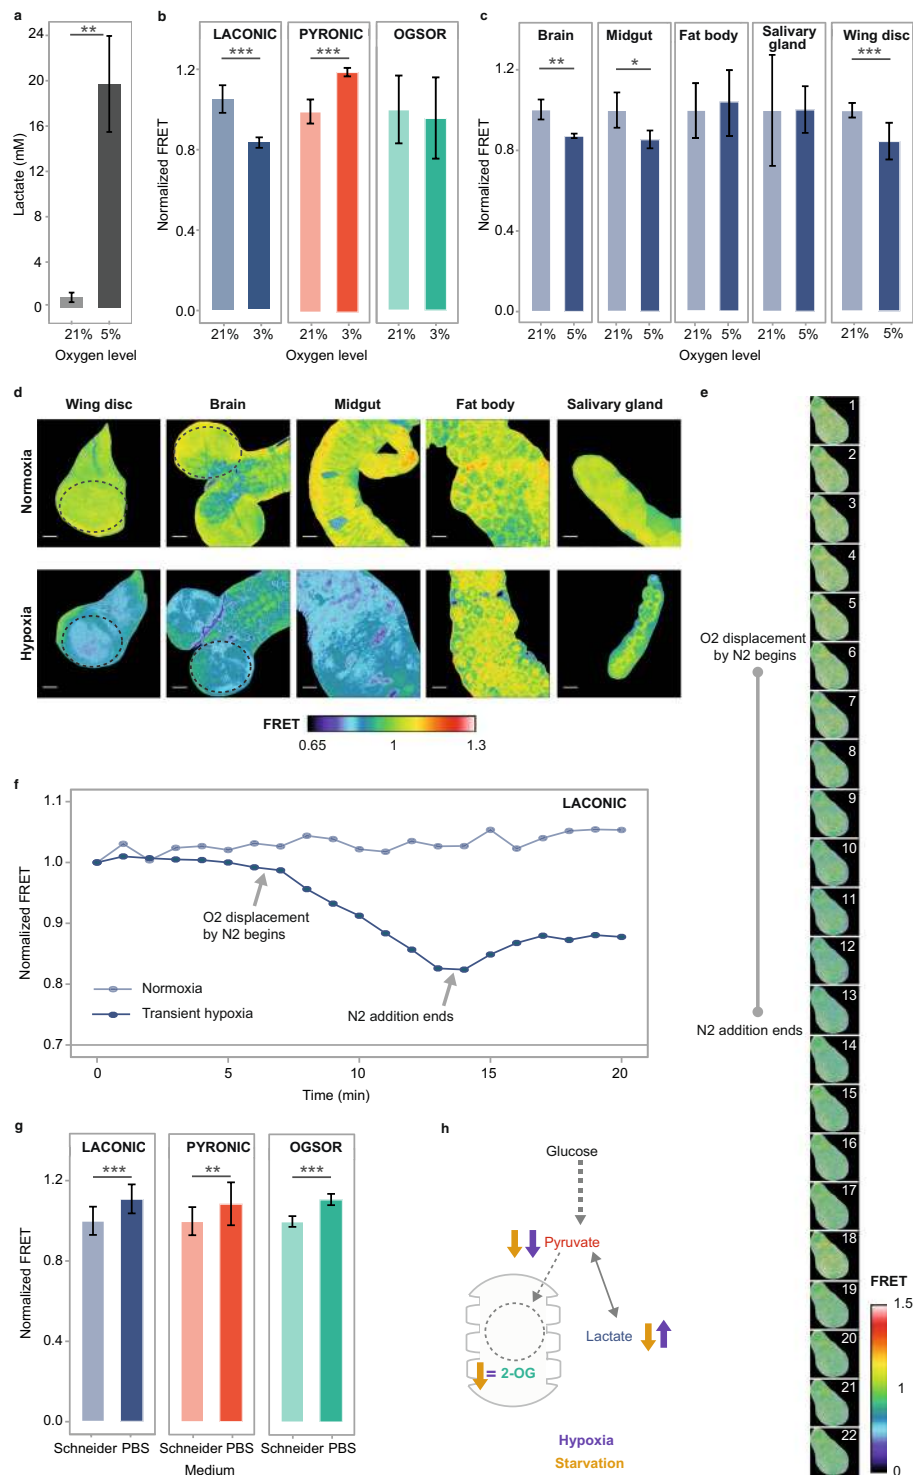 a
**
24
20
16
12
8
4
0
Lactate (mM)
21% 5%
Oxygen level
b
LACONIC PYRONIC OGSOR
*** ***
1.2
0.8
0.4
0.0
Normalized FRET
21% 3% 21% 3% 21% 3%
Oxygen level
c
Brain Midgut Fat body Salivary gland Wing disc
** * ***
1.2
0.8
0.4
0.0
Normalized FRET
21% 5% 21% 5% 21% 5% 21% 5% 21% 5%
Oxygen level
d
Wing disc Brain Midgut Fat body Salivary gland
Normoxia
Hypoxia
FRET
0.65 1 1.3
e
1
2
3
4
5
6
7
8
9
10
11
12
13
14
15
16
17
18
19
20
21
22
O2 displacement
by N2 begins
N2 addition ends
FRET
1.5
1
0
f
LACONIC
1.1
1.0
0.9
0.8
0.7
Normalized FRET
O2 displacement
by N2 begins
N2 addition ends
Normoxia
Transient hypoxia
0 5 10 15 20
Time (min)
g
LACONIC PYRONIC OGSOR
*** ** ***
1.2
0.8
0.4
0.0
Normalized FRET
Schneider PBS Schneider PBS Schneider PBS
Medium
h
Glucose
Pyruvate
Lactate
= 2-OG
Hypoxia
Starvation